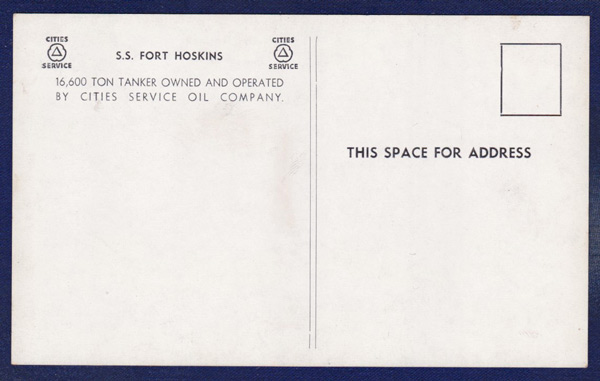 CITIES
SERVICE
S.S. FORT HOSKINS
CITIES
SERVICE
16,600 TON TANKER OWNED AND OPERATED
BY CITIES SERVICE OIL COMPANY.
THIS SPACE FOR ADDRESS